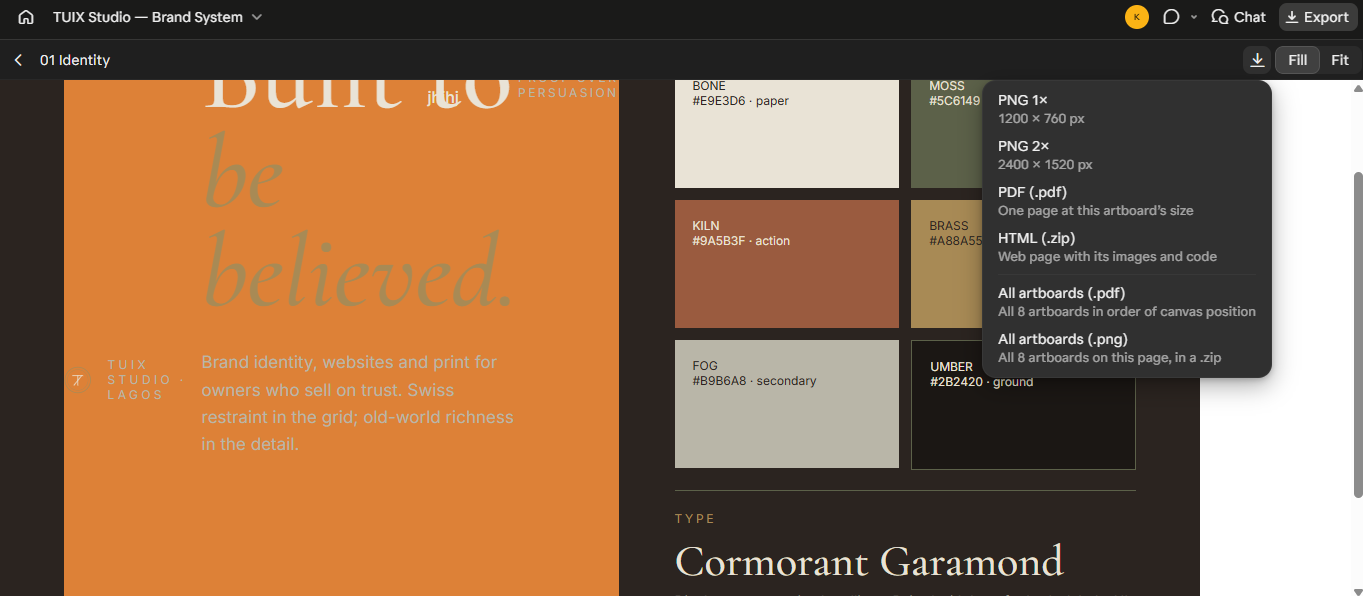 TUIX Studio — Brand System
K
Chat
Export
01 Identity
Fill
Fit
Built to
jhihj
PERSUASION
be
believed.
TUIX
STUDIO ·
LAGOS
Brand identity, websites and print for
owners who sell on trust. Swiss
restraint in the grid; old-world richness
in the detail.
BONE
#E9E3D6 · paper
MOSS
#5C6149
KILN
#9A5B3F · action
BRASS
#A88A55
FOG
#B9B6A8 · secondary
UMBER
#2B2420 · ground
TYPE
Cormorant Garamond
PNG 1×
1200 × 760 px
PNG 2×
2400 × 1520 px
PDF (.pdf)
One page at this artboard's size
HTML (.zip)
Web page with its images and code
All artboards (.pdf)
All 8 artboards in order of canvas position
All artboards (.png)
All 8 artboards on this page, in a .zip